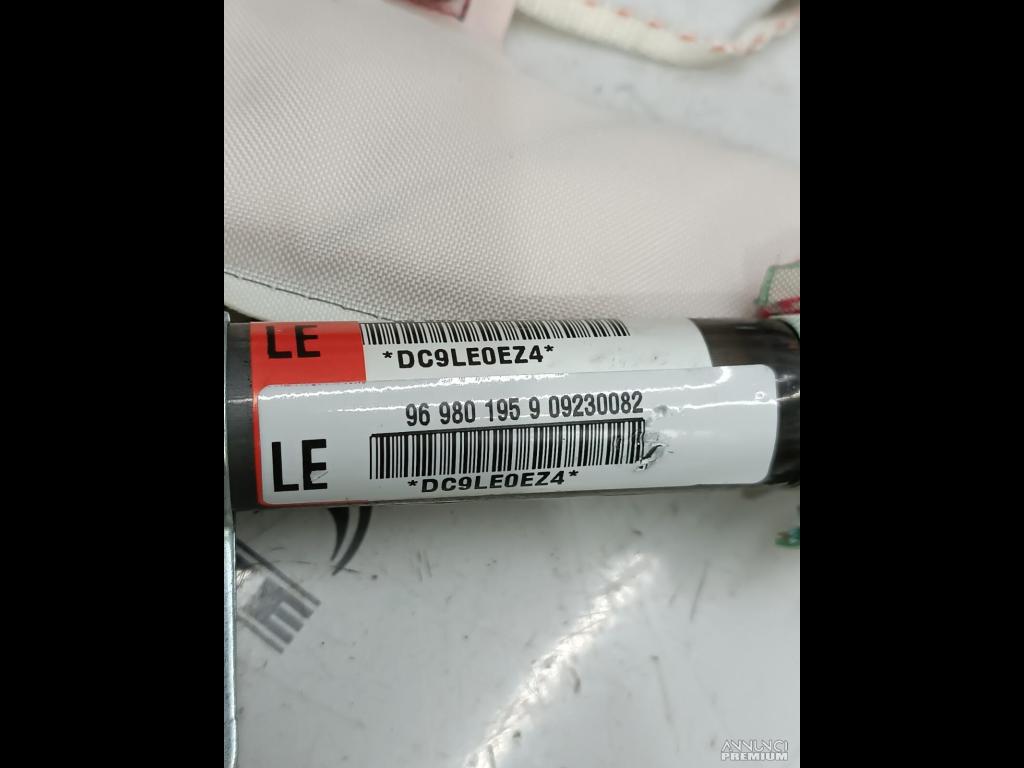 LE
*DC9LE0EZ4*
96 980 195 9 09230082
LE
*DC9LE0EZ4*
ANNUNCI
PREMIUM